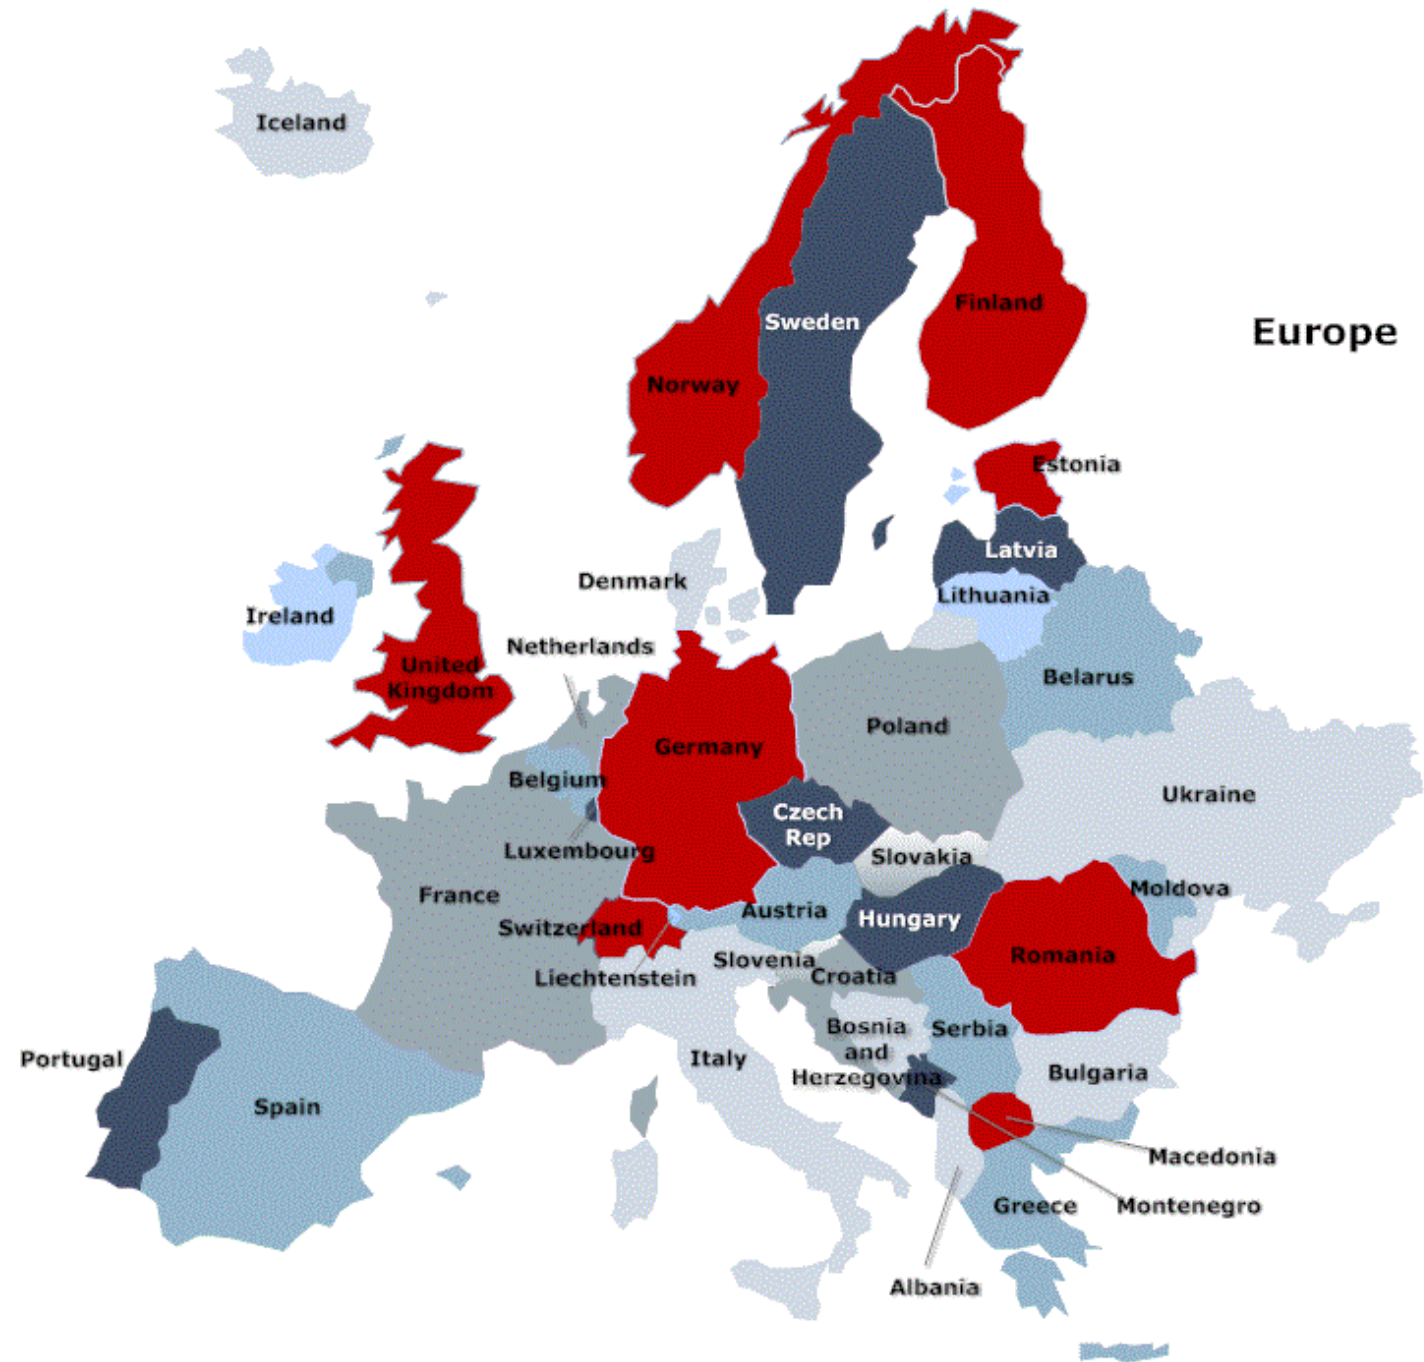 Iceland
Europe
Sweden
Finland
Norway
Estonia
Latvia
Denmark
Lithuania
Ireland
Netherlands
United
Kingdom
Belarus
Poland
Germany
Belgium
Ukraine
Czech
Rep
Luxembourg
Slovakia
France
Moldova
Austria
Hungary
Switzerland
Romania
Slovenia
Croatia
Liechtenstein
Bosnia
and
Herzegovina
Serbia
Portugal
Italy
Bulgaria
Spain
Macedonia
Greece
Montenegro
Albania